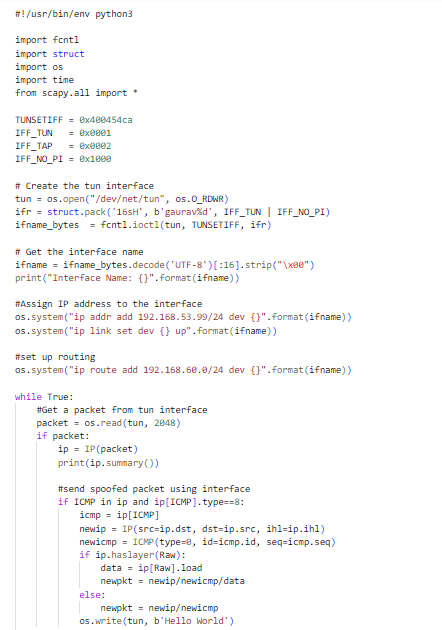 #!/usr/bin/env python3

import fcntl
import struct
import os
import time
from scapy.all import *

TUNSETIFF = 0x400454ca
IFF_TUN   = 0x0001
IFF_TAP   = 0x0002
IFF_NO_PI = 0x1000

# Create the tun interface
tun = os.open("/dev/net/tun", os.O_RDWR)
ifr = struct.pack('16sH', b'gaurav%d', IFF_TUN | IFF_NO_PI)
ifname_bytes  = fcntl.ioctl(tun, TUNSETIFF, ifr)

# Get the interface name
ifname = ifname_bytes.decode('UTF-8')[:16].strip("\x00")
print("Interface Name: {}".format(ifname))

#Assign IP address to the interface
os.system("ip addr add 192.168.53.99/24 dev {}".format(ifname))
os.system("ip link set dev {} up".format(ifname))

#set up routing
os.system("ip route add 192.168.60.0/24 dev {}".format(ifname))

while True:
    #Get a packet from tun interface
    packet = os.read(tun, 2048)
    if packet:
        ip = IP(packet)
        print(ip.summary())

        #send spoofed packet using interface
        if ICMP in ip and ip[ICMP].type==8:
            icmp = ip[ICMP]
            newip = IP(src=ip.dst, dst=ip.src, ihl=ip.ihl)
            newicmp = ICMP(type=0, id=icmp.id, seq=icmp.seq)
            if ip.haslayer(Raw):
                data = ip[Raw].load
                newpkt = newip/newicmp/data
            else:
                newpkt = newip/newicmp
            os.write(tun, b'Hello World')